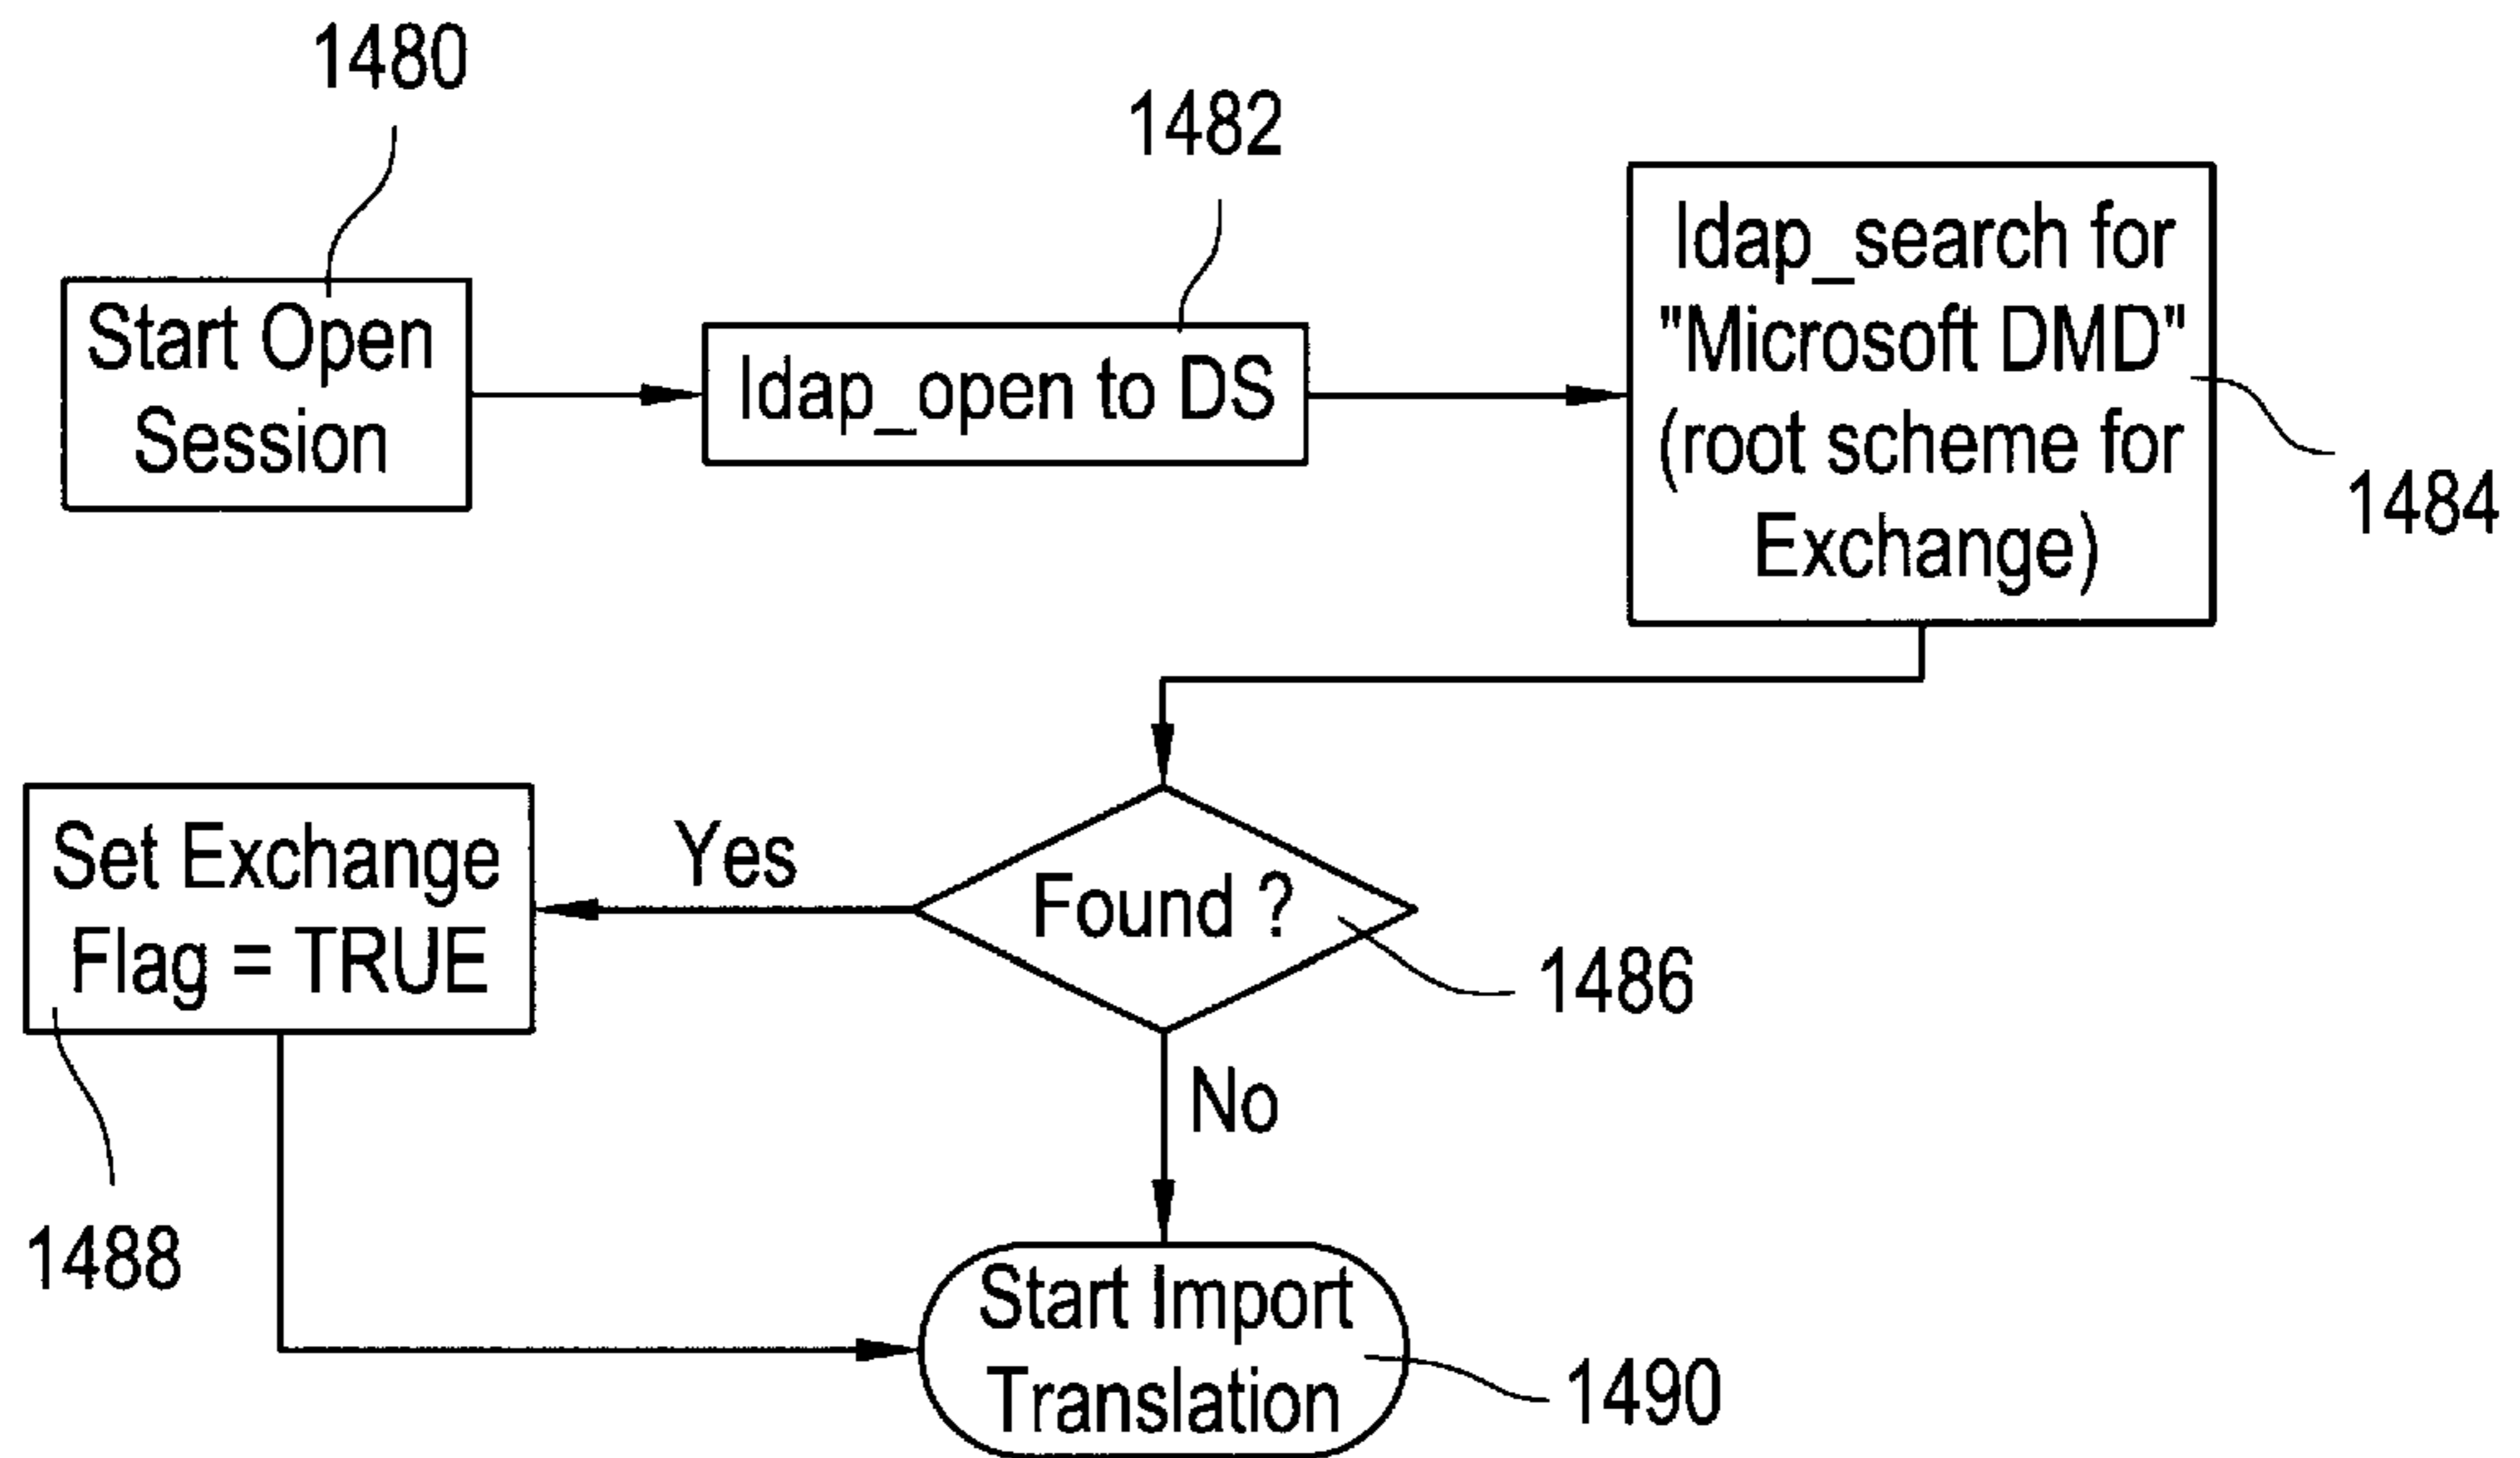 1480
Start Open
Session
1482
ldap_open to DS
ldap_search for
"Microsoft DMD"
(root scheme for
Exchange)
1484
Set Exchange
Flag = TRUE
1488
Yes
Found ?
1486
No
Start Import
Translation
1490